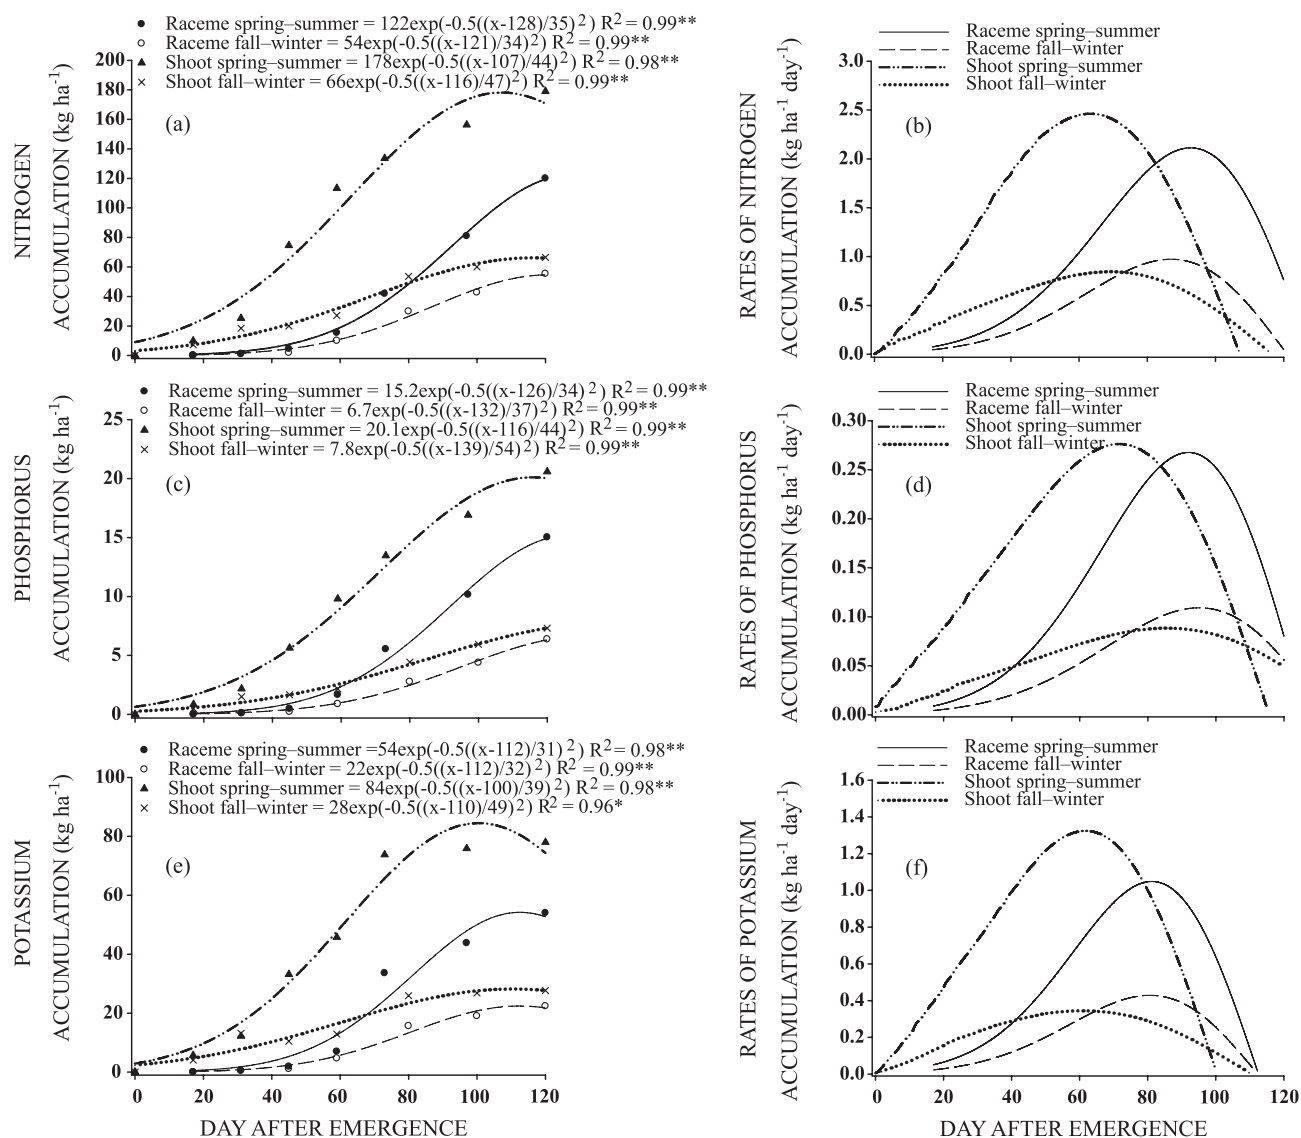 Raceme spring–summer = 122exp(-0.5((x-128)/35)²) R² = 0.99**
Raceme fall–winter = 54exp(-0.5((x-121)/34)²) R² = 0.99**
Shoot spring–summer = 178exp(-0.5((x-107)/44)²) R² = 0.98**
Shoot fall–winter = 66exp(-0.5((x-116)/47)²) R² = 0.99**
NITROGEN
ACCUMULATION (kg ha⁻¹)
200
180
160
140
120
100
80
60
40
20
0
(a)
Raceme spring–summer
Raceme fall–winter
Shoot spring–summer
Shoot fall–winter
RATES OF NITROGEN
ACCUMULATION (kg ha⁻¹ day⁻¹)
3.0
2.5
2.0
1.5
1.0
0.5
0.0
(b)
Raceme spring–summer = 15.2exp(-0.5((x-126)/34)²) R² = 0.99**
Raceme fall–winter = 6.7exp(-0.5((x-132)/37)²) R² = 0.99**
Shoot spring–summer = 20.1exp(-0.5((x-116)/44)²) R² = 0.99**
Shoot fall–winter = 7.8exp(-0.5((x-139)/54)²) R² = 0.99**
PHOSPHORUS
ACCUMULATION (kg ha⁻¹)
25
20
15
10
5
0
(c)
Raceme spring–summer
Raceme fall–winter
Shoot spring–summer
Shoot fall–winter
RATES OF PHOSPHORUS
ACCUMULATION (kg ha⁻¹ day⁻¹)
0.30
0.25
0.20
0.15
0.10
0.05
0.00
(d)
Raceme spring–summer =54exp(-0.5((x-112)/31)²) R² = 0.98**
Raceme fall–winter = 22exp(-0.5((x-112)/32)²) R² = 0.99**
Shoot spring–summer = 84exp(-0.5((x-100)/39)²) R² = 0.98**
Shoot fall–winter = 28exp(-0.5((x-110)/49)²) R² = 0.96*
POTASSIUM
ACCUMULATION (kg ha⁻¹)
100
80
60
40
20
0
(e)
0 20 40 60 80 100 120
DAY AFTER EMERGENCE
Raceme spring–summer
Raceme fall–winter
Shoot spring–summer
Shoot fall–winter
RATES OF POTASSIUM
ACCUMULATION (kg ha⁻¹ day⁻¹)
1.6
1.4
1.2
1.0
0.8
0.6
0.4
0.2
0.0
(f)
0 20 40 60 80 100 120
DAY AFTER EMERGENCE